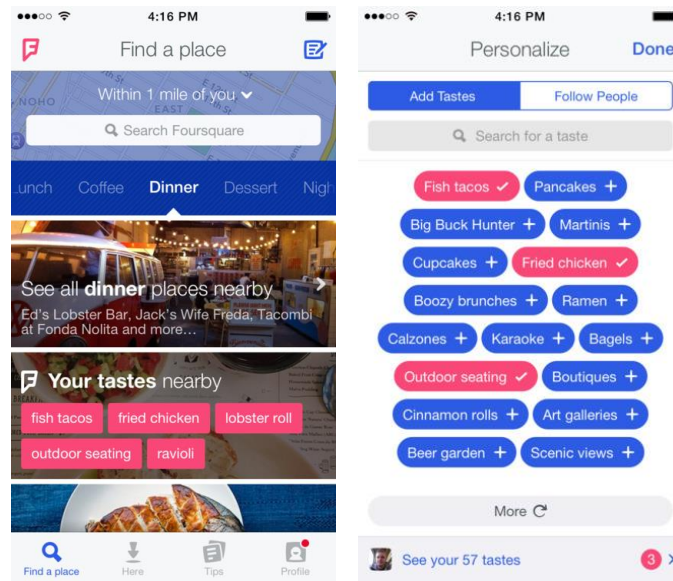 4:16 PM
Find a place
NOHO
Within 1 mile of you
EAST
Search Foursquare
unch Coffee Dinner Dessert Nigh
See all dinner places nearby
Ed's Lobster Bar, Jack's Wife Freda, Tacombi
at Fonda Nolita and more...
Your tastes nearby
fish tacos fried chicken lobster roll
outdoor seating ravioli
Find a place Here Tips Profile
4:16 PM
Personalize Done
Add Tastes Follow People
Search for a taste
Fish tacos Pancakes +
Big Buck Hunter + Martinis +
Cupcakes + Fried chicken
Boozy brunches + Ramen +
Calzones + Karaoke + Bagels +
Outdoor seating Boutiques +
Cinnamon rolls + Art galleries +
Beer garden + Scenic views +
More
See your 57 tastes 3